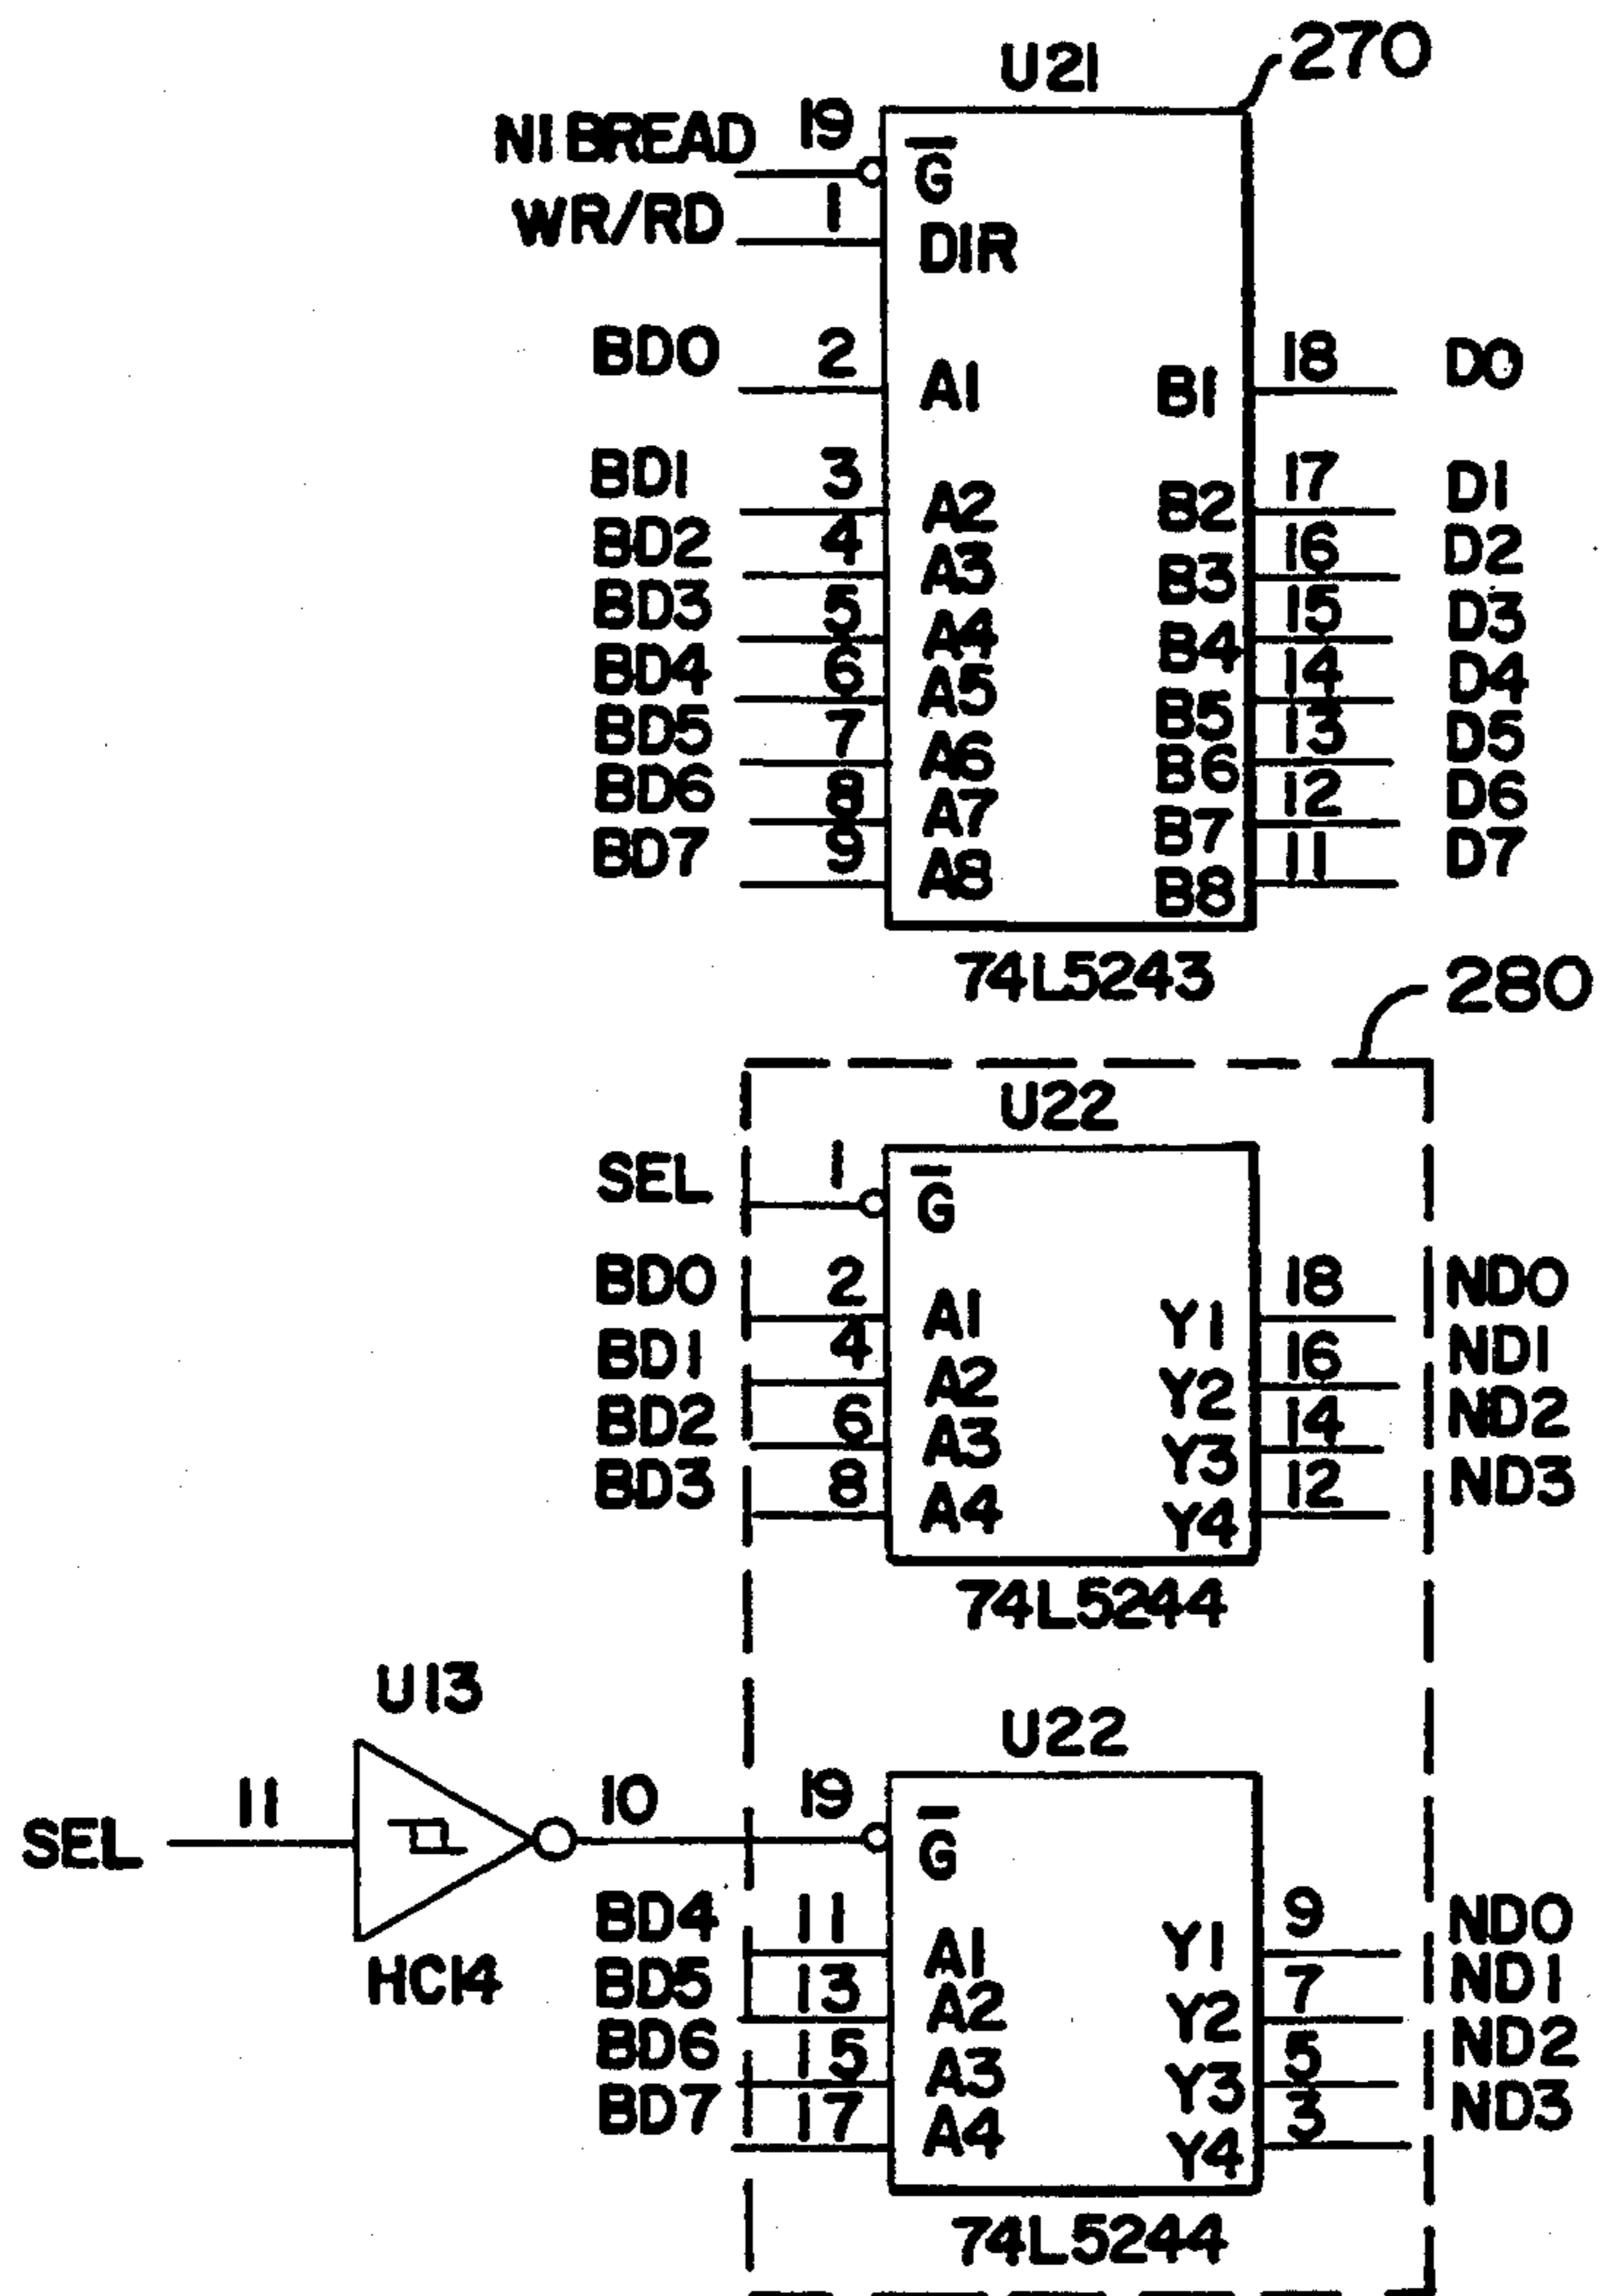 U21 270
NIBREAD 19 G
WR/RD 1 DIR
BD0 2 A1 B1 18 D0
BD1 3 A2 B2 17 D1
BD2 4 A3 B3 16 D2
BD3 5 A4 B4 15 D3
BD4 6 A5 B5 14 D4
BD5 7 A6 B6 13 D5
BD6 8 A7 B7 12 D6
BD7 9 A8 B8 11 D7
74L5243
280
U22
SEL 1 G
BD0 2 A1 Y1 18 ND0
BD1 4 A2 Y2 16 ND1
BD2 6 A3 Y3 14 ND2
BD3 8 A4 Y4 12 ND3
74L5244
U13
U22
SEL 11 10 19 G
HC14
BD4 11 A1 Y1 9 ND0
BD5 13 A2 Y2 7 ND1
BD6 15 A3 Y3 5 ND2
BD7 17 A4 Y4 3 ND3
74L5244